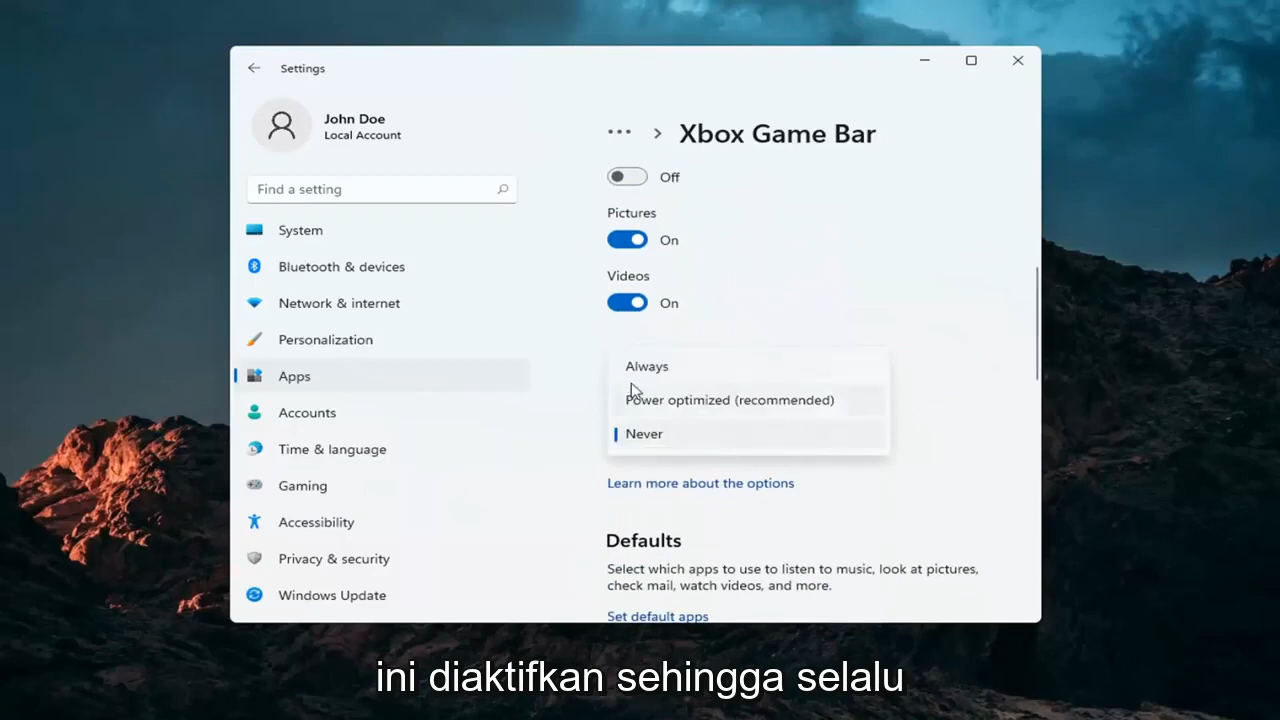 Settings
John Doe
Local Account
Find a setting
System
Bluetooth & devices
Network & internet
Personalization
Apps
Accounts
Time & language
Gaming
Accessibility
Privacy & security
Windows Update
••• > Xbox Game Bar
Off
Pictures
On
Videos
On
Always
Power optimized (recommended)
Never
Learn more about the options
Defaults
Select which apps to use to listen to music, look at pictures,
check mail, watch videos, and more.
Set default apps
ini diaktifkan sehingga selalu